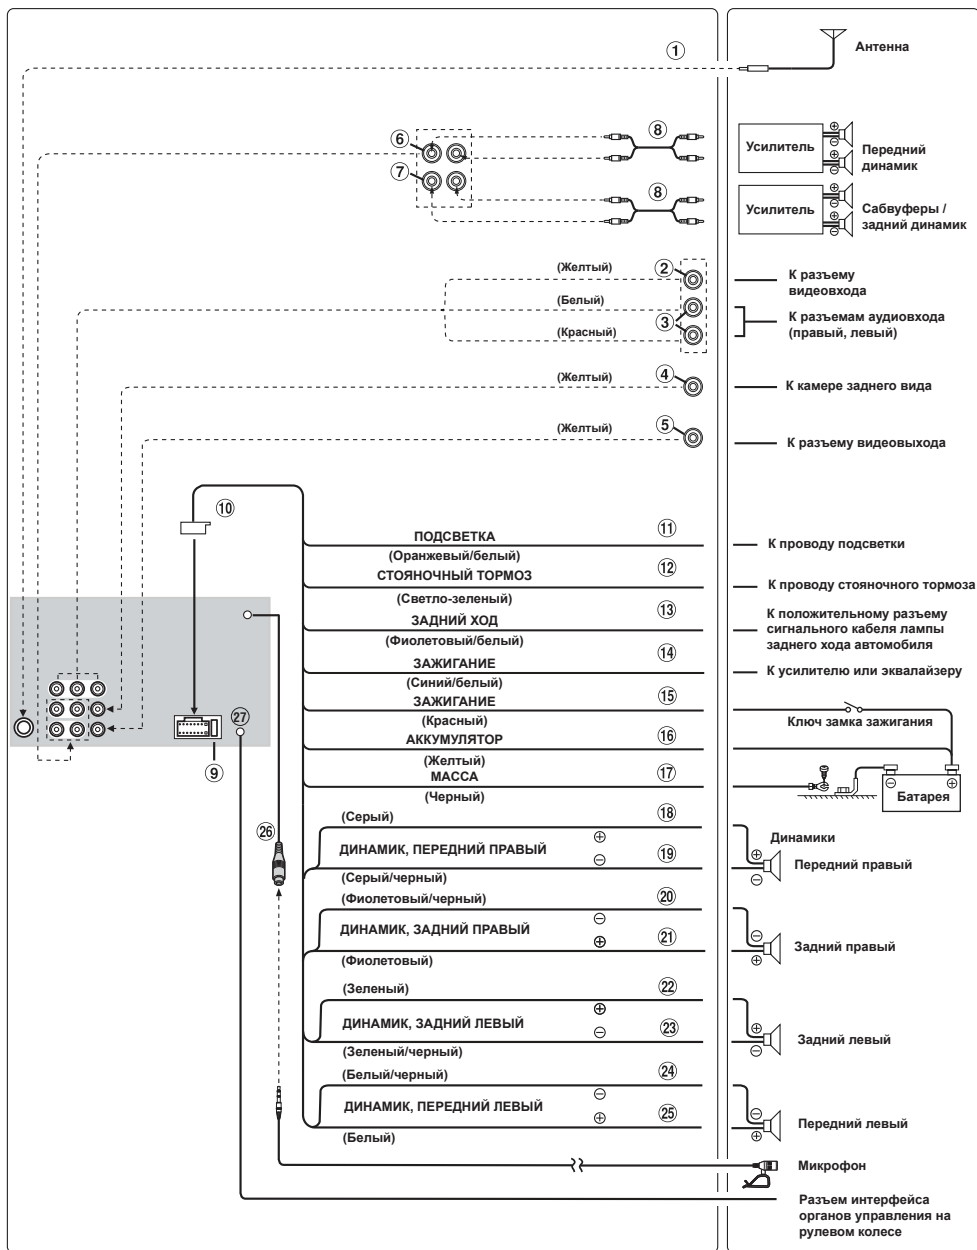 ① Антенна
⑥ ⑧ Усилитель ⊕ ⊖ ⊕ ⊖ Передний
динамик
⑦ ⑧ Усилитель ⊕ ⊖ ⊕ ⊖ Сабвуферы /
задний динамик
(Желтый) ② К разъему
видеовхода
(Белый)
③ К разъемам аудиовхода
(правый, левый)
(Красный)
(Желтый) ④ К камере заднего вида
(Желтый) ⑤ К разъему видеовыхода
⑩
ПОДСВЕТКА ⑪ К проводу подсветки
(Оранжевый/белый)
СТОЯНОЧНЫЙ ТОРМОЗ ⑫ К проводу стояночного тормоза
(Светло-зеленый)
ЗАДНИЙ ХОД ⑬ К положительному разъему
сигнального кабеля лампы
заднего хода автомобиля
(Фиолетовый/белый)
ЗАЖИГАНИЕ ⑭ К усилителю или эквалайзеру
(Синий/белый)
ЗАЖИГАНИЕ ⑮ Ключ замка зажигания
(Красный)
АККУМУЛЯТОР ⑯
(Желтый)
МАССА ⑰ ⊖ ⊕ Батарея
(Черный)
⑨ ㉗
(Серый) ⑱ Динамики
ДИНАМИК, ПЕРЕДНИЙ ПРАВЫЙ ⊕ ⊖ ⑲ ⊕ ⊖ Передний правый
(Серый/черный)
㉖
(Фиолетовый/черный) ⑳
ДИНАМИК, ЗАДНИЙ ПРАВЫЙ ⊖ ⊕ ㉑ ⊖ ⊕ Задний правый
(Фиолетовый)
(Зеленый) ㉒
ДИНАМИК, ЗАДНИЙ ЛЕВЫЙ ⊕ ⊖ ㉓ ⊕ ⊖ Задний левый
(Зеленый/черный)
(Белый/черный) ㉔
ДИНАМИК, ПЕРЕДНИЙ ЛЕВЫЙ ⊖ ⊕ ㉕ ⊖ ⊕ Передний левый
(Белый)
Микрофон
Разъем интерфейса
органов управления на
рулевом колесе